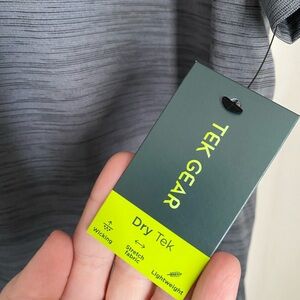 TEK GEAR
Dry Tek
Wicking
Stretch
fabric
Lightweight